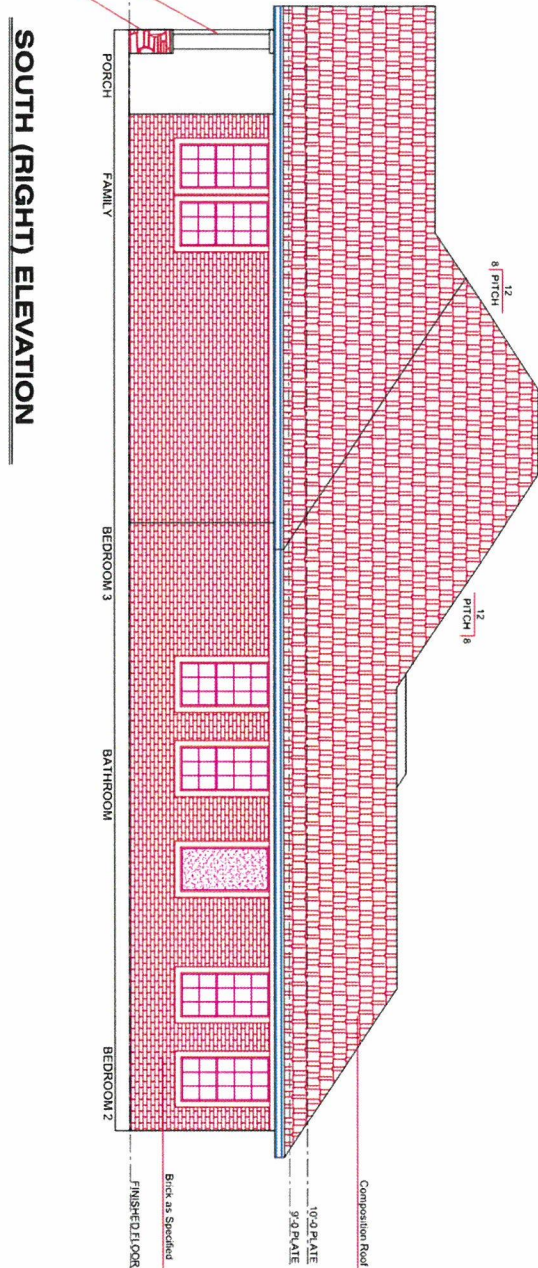 12
8 PITCH
12
PITCH 8
Composition Roof
10'-0 PLATE
9'-0 PLATE
Brick as Specified
FINISHED FLOOR
PORCH
FAMILY
BEDROOM 3
BATHROOM
BEDROOM 2
SOUTH (RIGHT) ELEVATION